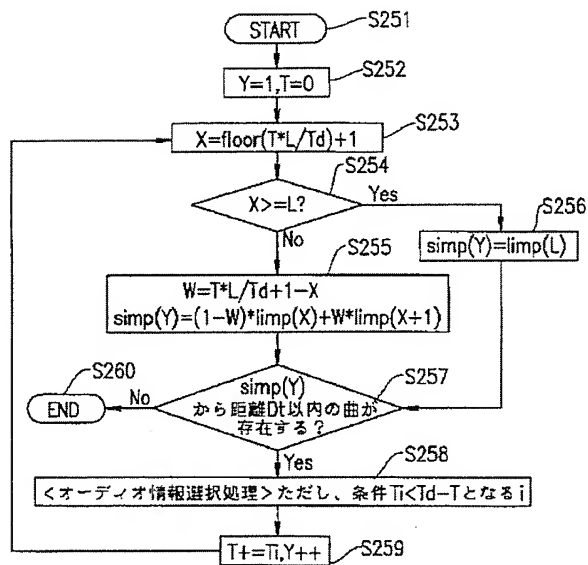 START
S251
Y=1,T=0
S252
X=floor(T*L/Td)+1
S253
X>=L?
S254
Yes
No
S256
simp(Y)=limp(L)
S255
W=T*L/Td+1-X
simp(Y)=(1-W)*limp(X)+W*limp(X+1)
S260
END
No
simp(Y)
から距離Dt以内の曲が
存在する?
S257
Yes
S258
<オーディオ情報選択処理>ただし、条件Ti<Td-Tとなるi
T+=Ti,Y++
S259